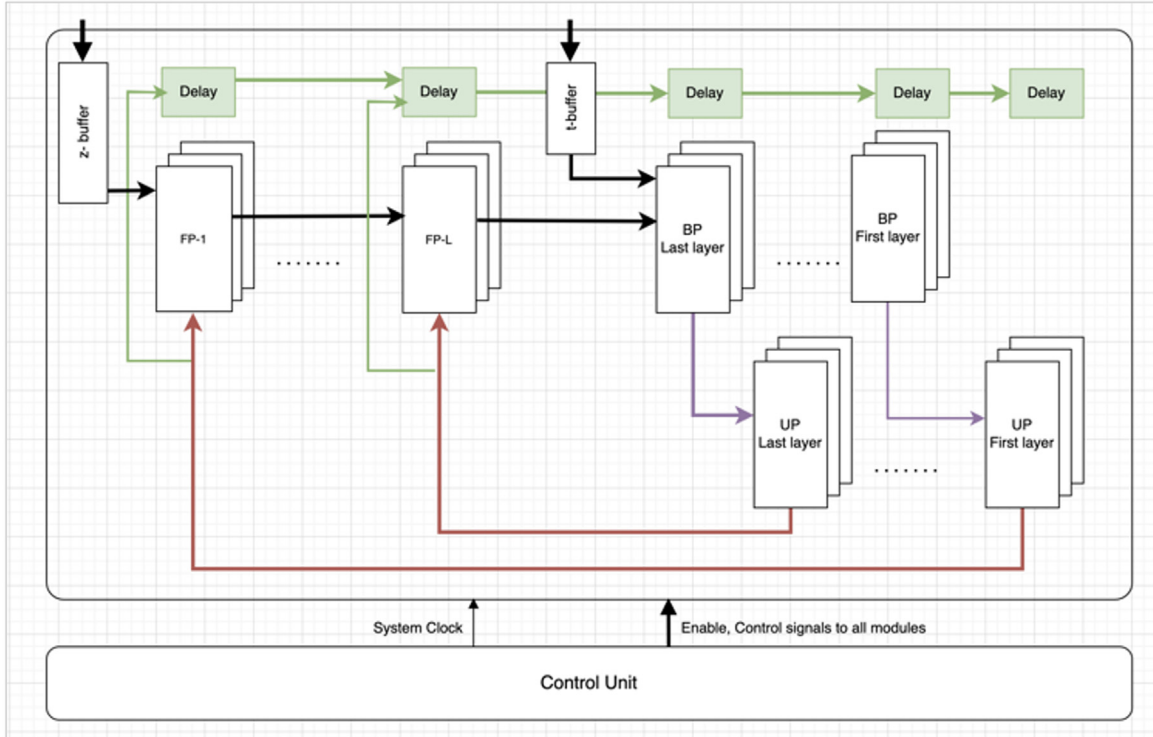 Delay
Delay
Delay
Delay
Delay
z- buffer
t-buffer
FP-1
.......
FP-L
BP
Last layer
.......
BP
First layer
UP
Last layer
.......
UP
First layer
System Clock
Enable, Control signals to all modules
Control Unit